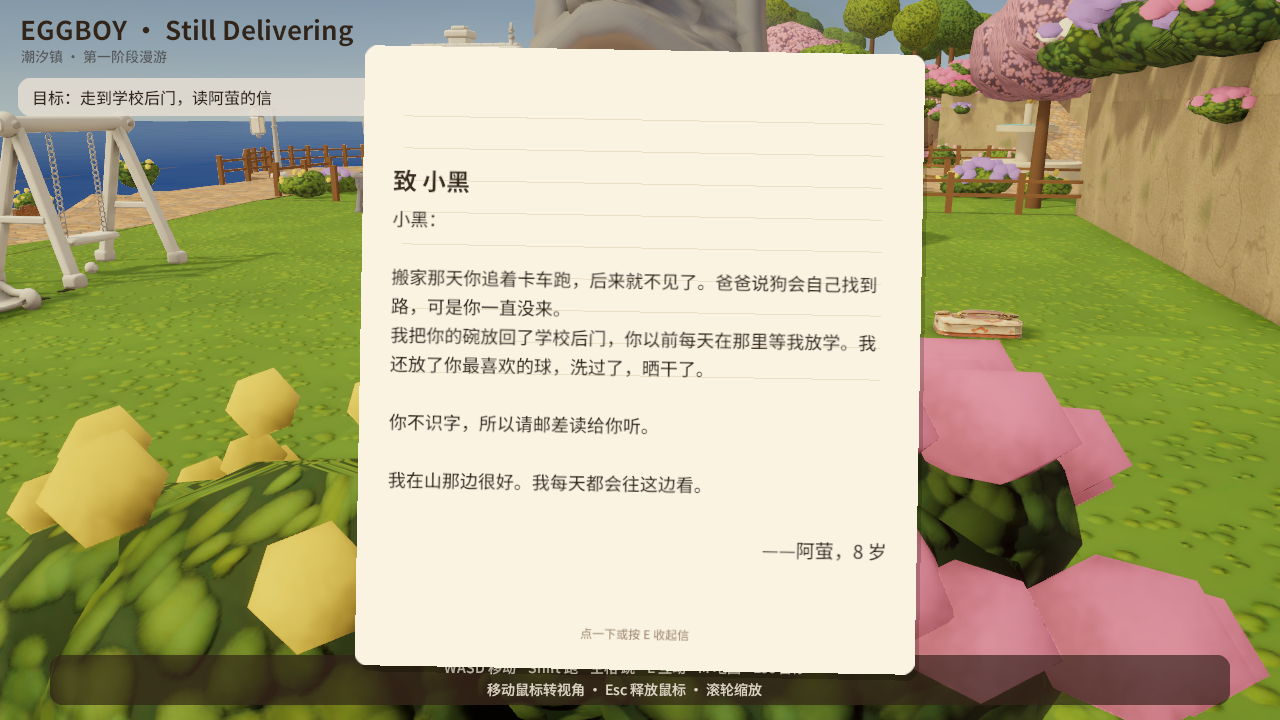 EGGBOY · Still Delivering
潮汐镇 · 第一阶段漫游
目标：走到学校后门，读阿萤的信
致 小黑
小黑：
搬家那天你追着卡车跑，后来就不见了。爸爸说狗会自己找到
路，可是你一直没来。
我把你的碗放回了学校后门，你以前每天在那里等我放学。我
还放了你最喜欢的球，洗过了，晒干了。
你不识字，所以请邮差读给你听。
我在山那边很好。我每天都会往这边看。
——阿萤，8 岁
点一下或按 E 收起信
WASD 移动 · Shift 跑
移动鼠标转视角 · Esc 释放鼠标 · 滚轮缩放